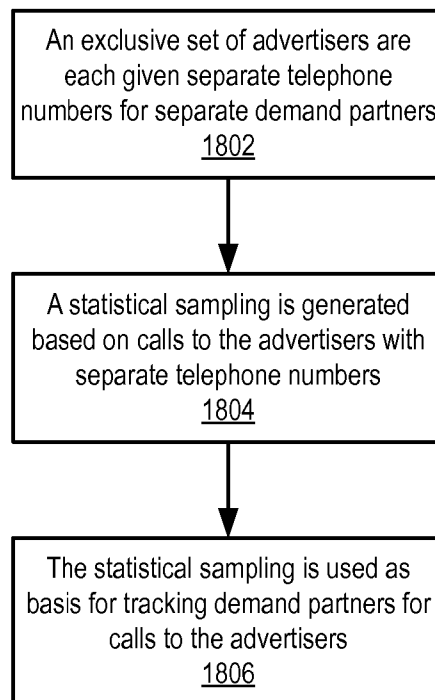 An exclusive set of advertisers are
each given separate telephone
numbers for separate demand partners
1802
A statistical sampling is generated
based on calls to the advertisers with
separate telephone numbers
1804
The statistical sampling is used as
basis for tracking demand partners for
calls to the advertisers
1806